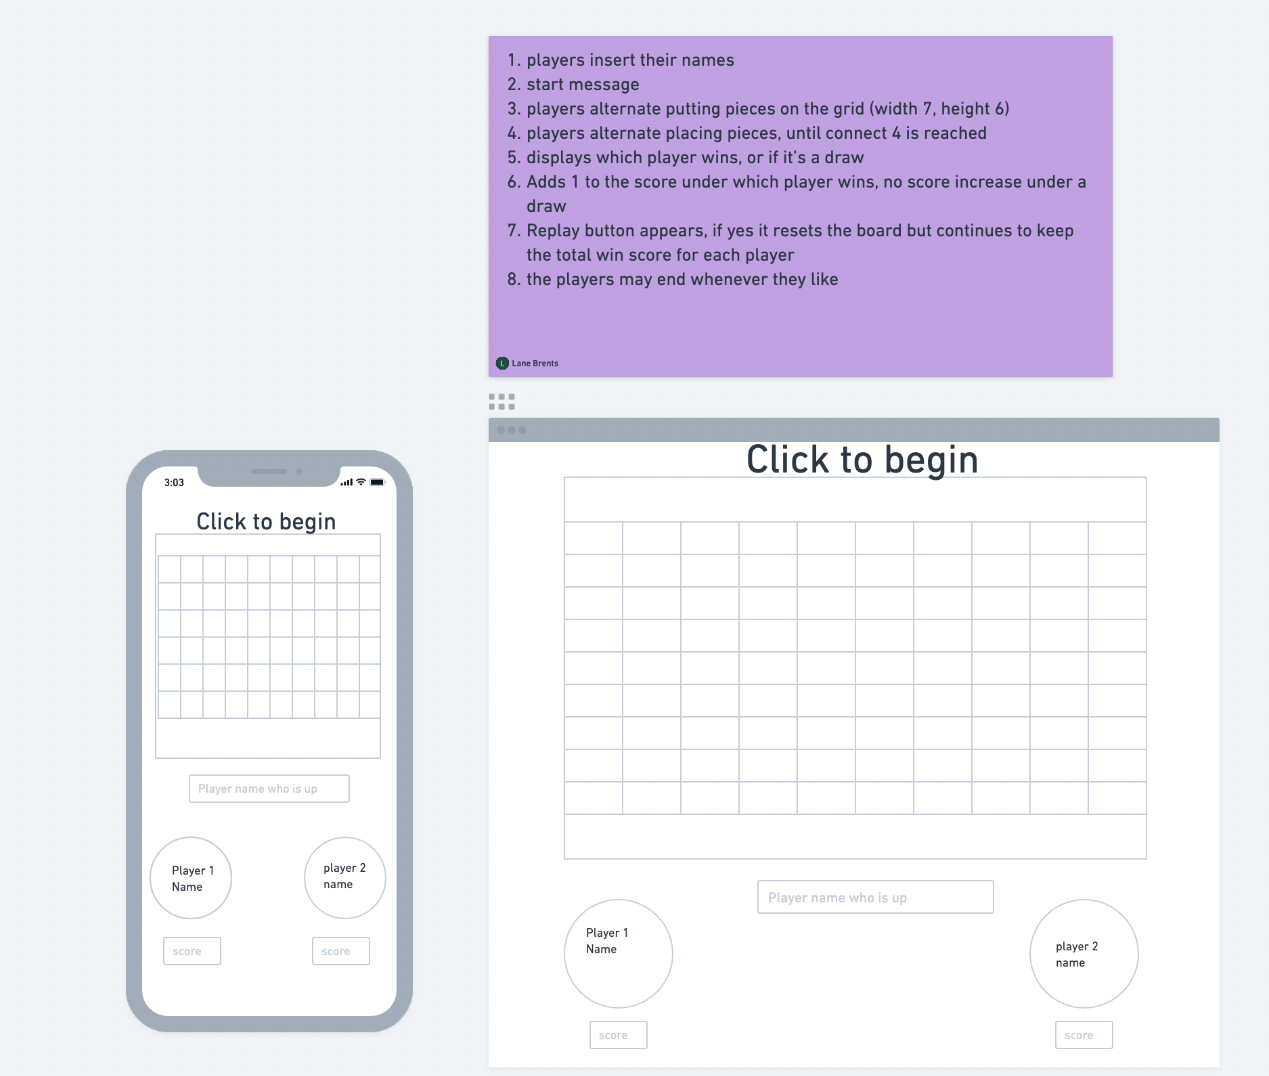 1. players insert their names
2. start message
3. players alternate putting pieces on the grid (width 7, height 6)
4. players alternate placing pieces, until connect 4 is reached
5. displays which player wins, or if it's a draw
6. Adds 1 to the score under which player wins, no score increase under a
draw
7. Replay button appears, if yes it resets the board but continues to keep
the total win score for each player
8. the players may end whenever they like
L Lane Brents
3:03
Click to begin
Player name who is up
Player 1
Name
player 2
name
score
score
Click to begin
Player name who is up
Player 1
Name
player 2
name
score
score